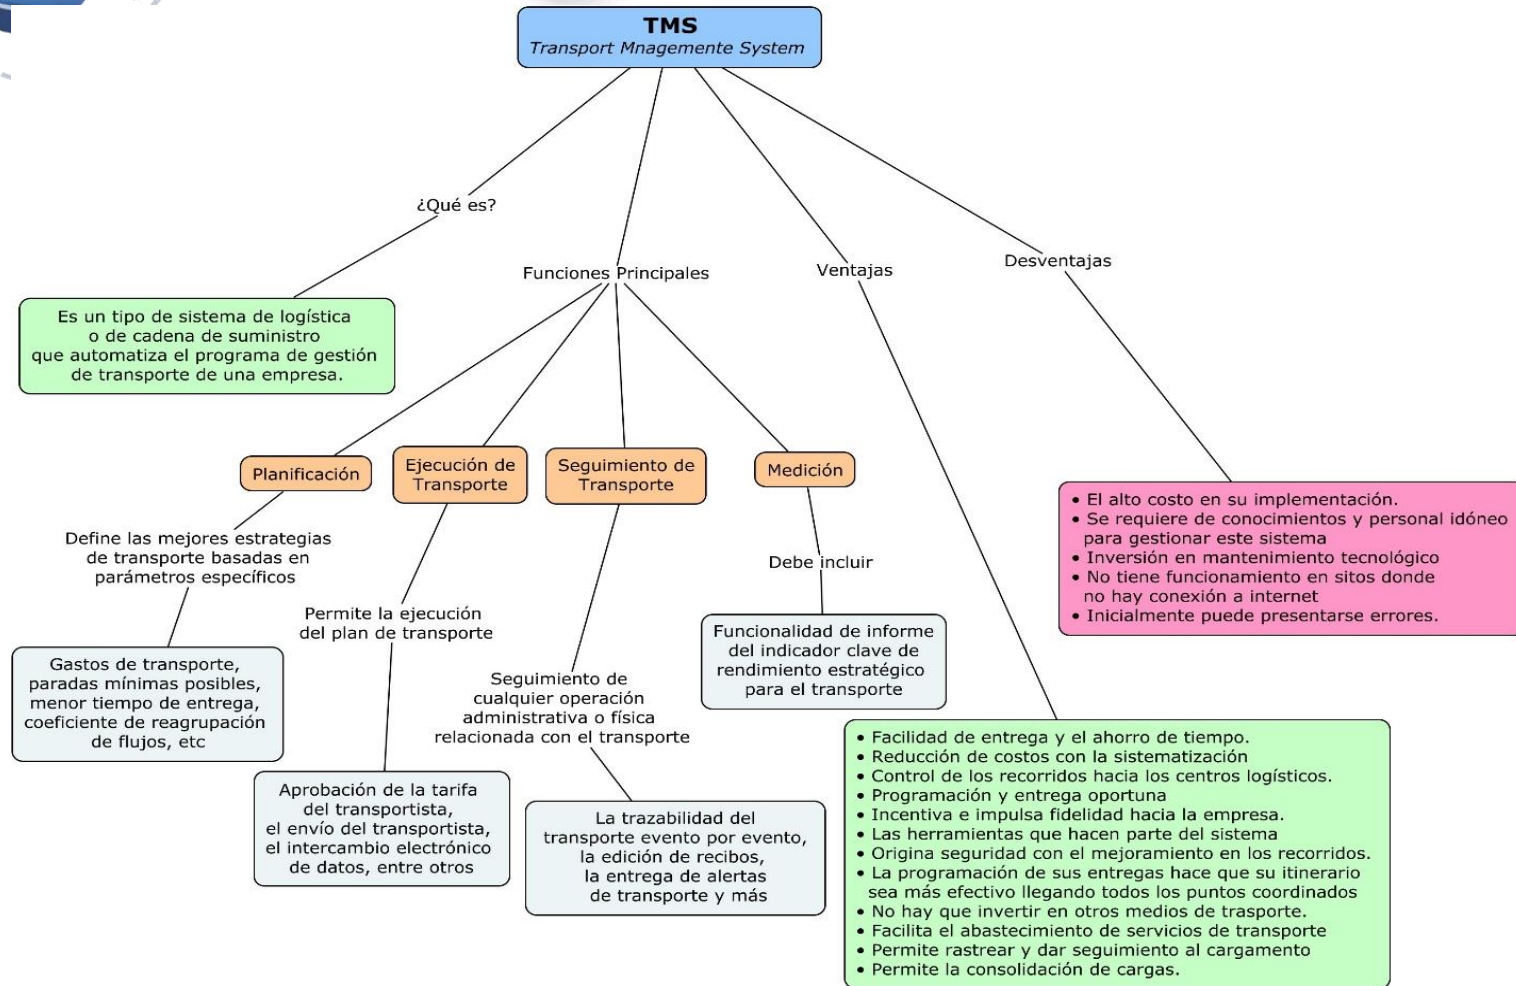 TMS
Transport Mnagemente System
¿Qué es?
Es un tipo de sistema de logística
o de cadena de suministro
que automatiza el programa de gestión
de transporte de una empresa.
Funciones Principales
Planificación
Define las mejores estrategias
de transporte basadas en
parámetros específicos
Gastos de transporte,
paradas mínimas posibles,
menor tiempo de entrega,
coeficiente de reagrupación
de flujos, etc
Ejecución de
Transporte
Permite la ejecución
del plan de transporte
Aprobación de la tarifa
del transportista,
el envío del transportista,
el intercambio electrónico
de datos, entre otros
Seguimiento de
Transporte
Seguimiento de
cualquier operación
administrativa o física
relacionada con el transporte
La trazabilidad del
transporte evento por evento,
la edición de recibos,
la entrega de alertas
de transporte y más
Medición
Debe incluir
Funcionalidad de informe
del indicador clave de
rendimiento estratégico
para el transporte
Ventajas
• Facilidad de entrega y el ahorro de tiempo.
• Reducción de costos con la sistematización
• Control de los recorridos hacia los centros logísticos.
• Programación y entrega oportuna
• Incentiva e impulsa fidelidad hacia la empresa.
• Las herramientas que hacen parte del sistema
• Origina seguridad con el mejoramiento en los recorridos.
• La programación de sus entregas hace que su itinerario
sea más efectivo llegando todos los puntos coordinados
• No hay que invertir en otros medios de trasporte.
• Facilita el abastecimiento de servicios de transporte
• Permite rastrear y dar seguimiento al cargamento
• Permite la consolidación de cargas.
Desventajas
• El alto costo en su implementación.
• Se requiere de conocimientos y personal idóneo
para gestionar este sistema
• Inversión en mantenimiento tecnológico
• No tiene funcionamiento en sitos donde
no hay conexión a internet
• Inicialmente puede presentarse errores.